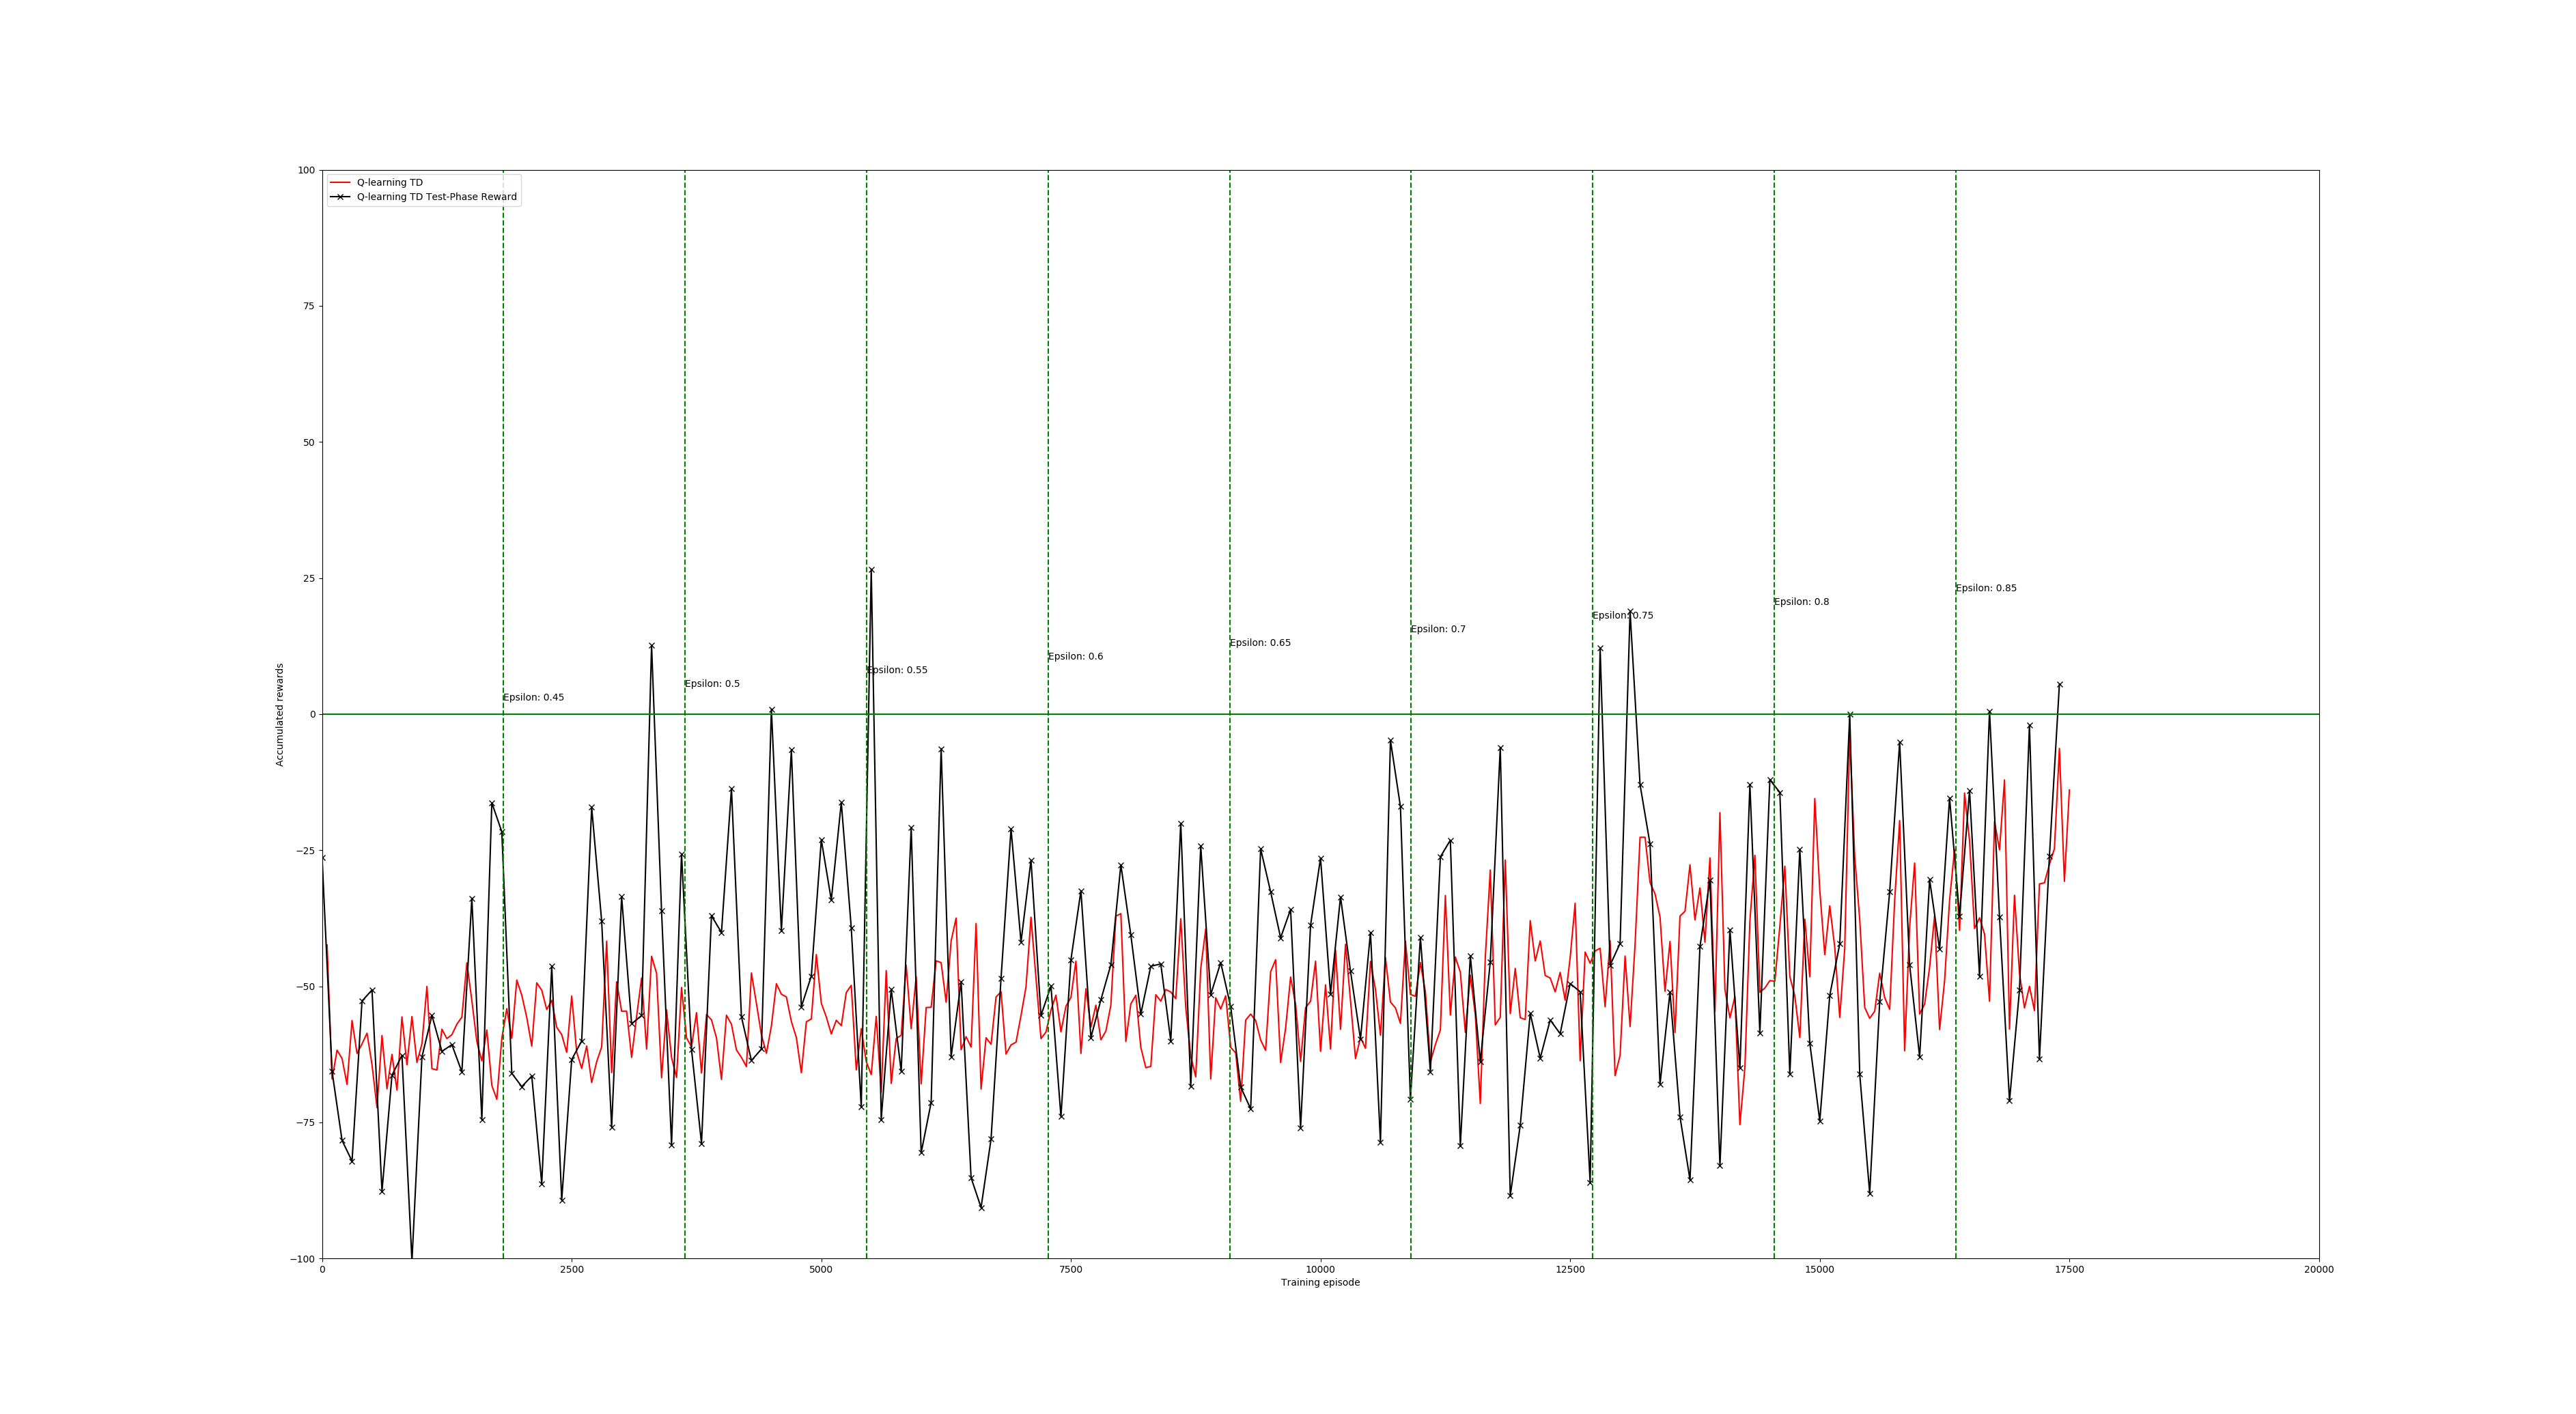 100
75
50
25
0
−25
−50
−75
−100
Accumulated rewards
Q-learning TD
Q-learning TD Test-Phase Reward
Epsilon: 0.45
Epsilon: 0.5
Epsilon: 0.55
Epsilon: 0.6
Epsilon: 0.65
Epsilon: 0.7
Epsilon: 0.75
Epsilon: 0.8
Epsilon: 0.85
0 2500 5000 7500 10000 12500 15000 17500 20000
Training episode